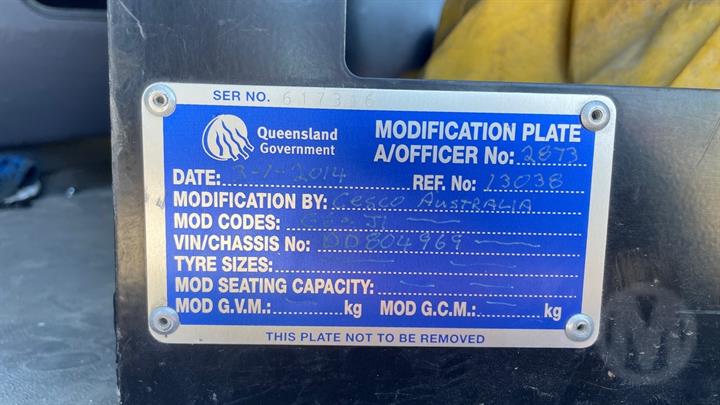 SER NO. 617316
Queensland Government
MODIFICATION PLATE
A/OFFICER No: 2873
DATE: 3-7-2014 REF. No: 13038
MODIFICATION BY: CESCO AUSTRALIA
MOD CODES: J1
VIN/CHASSIS No: DD804969
TYRE SIZES:
MOD SEATING CAPACITY:
MOD G.V.M.: kg MOD G.C.M.: kg
THIS PLATE NOT TO BE REMOVED